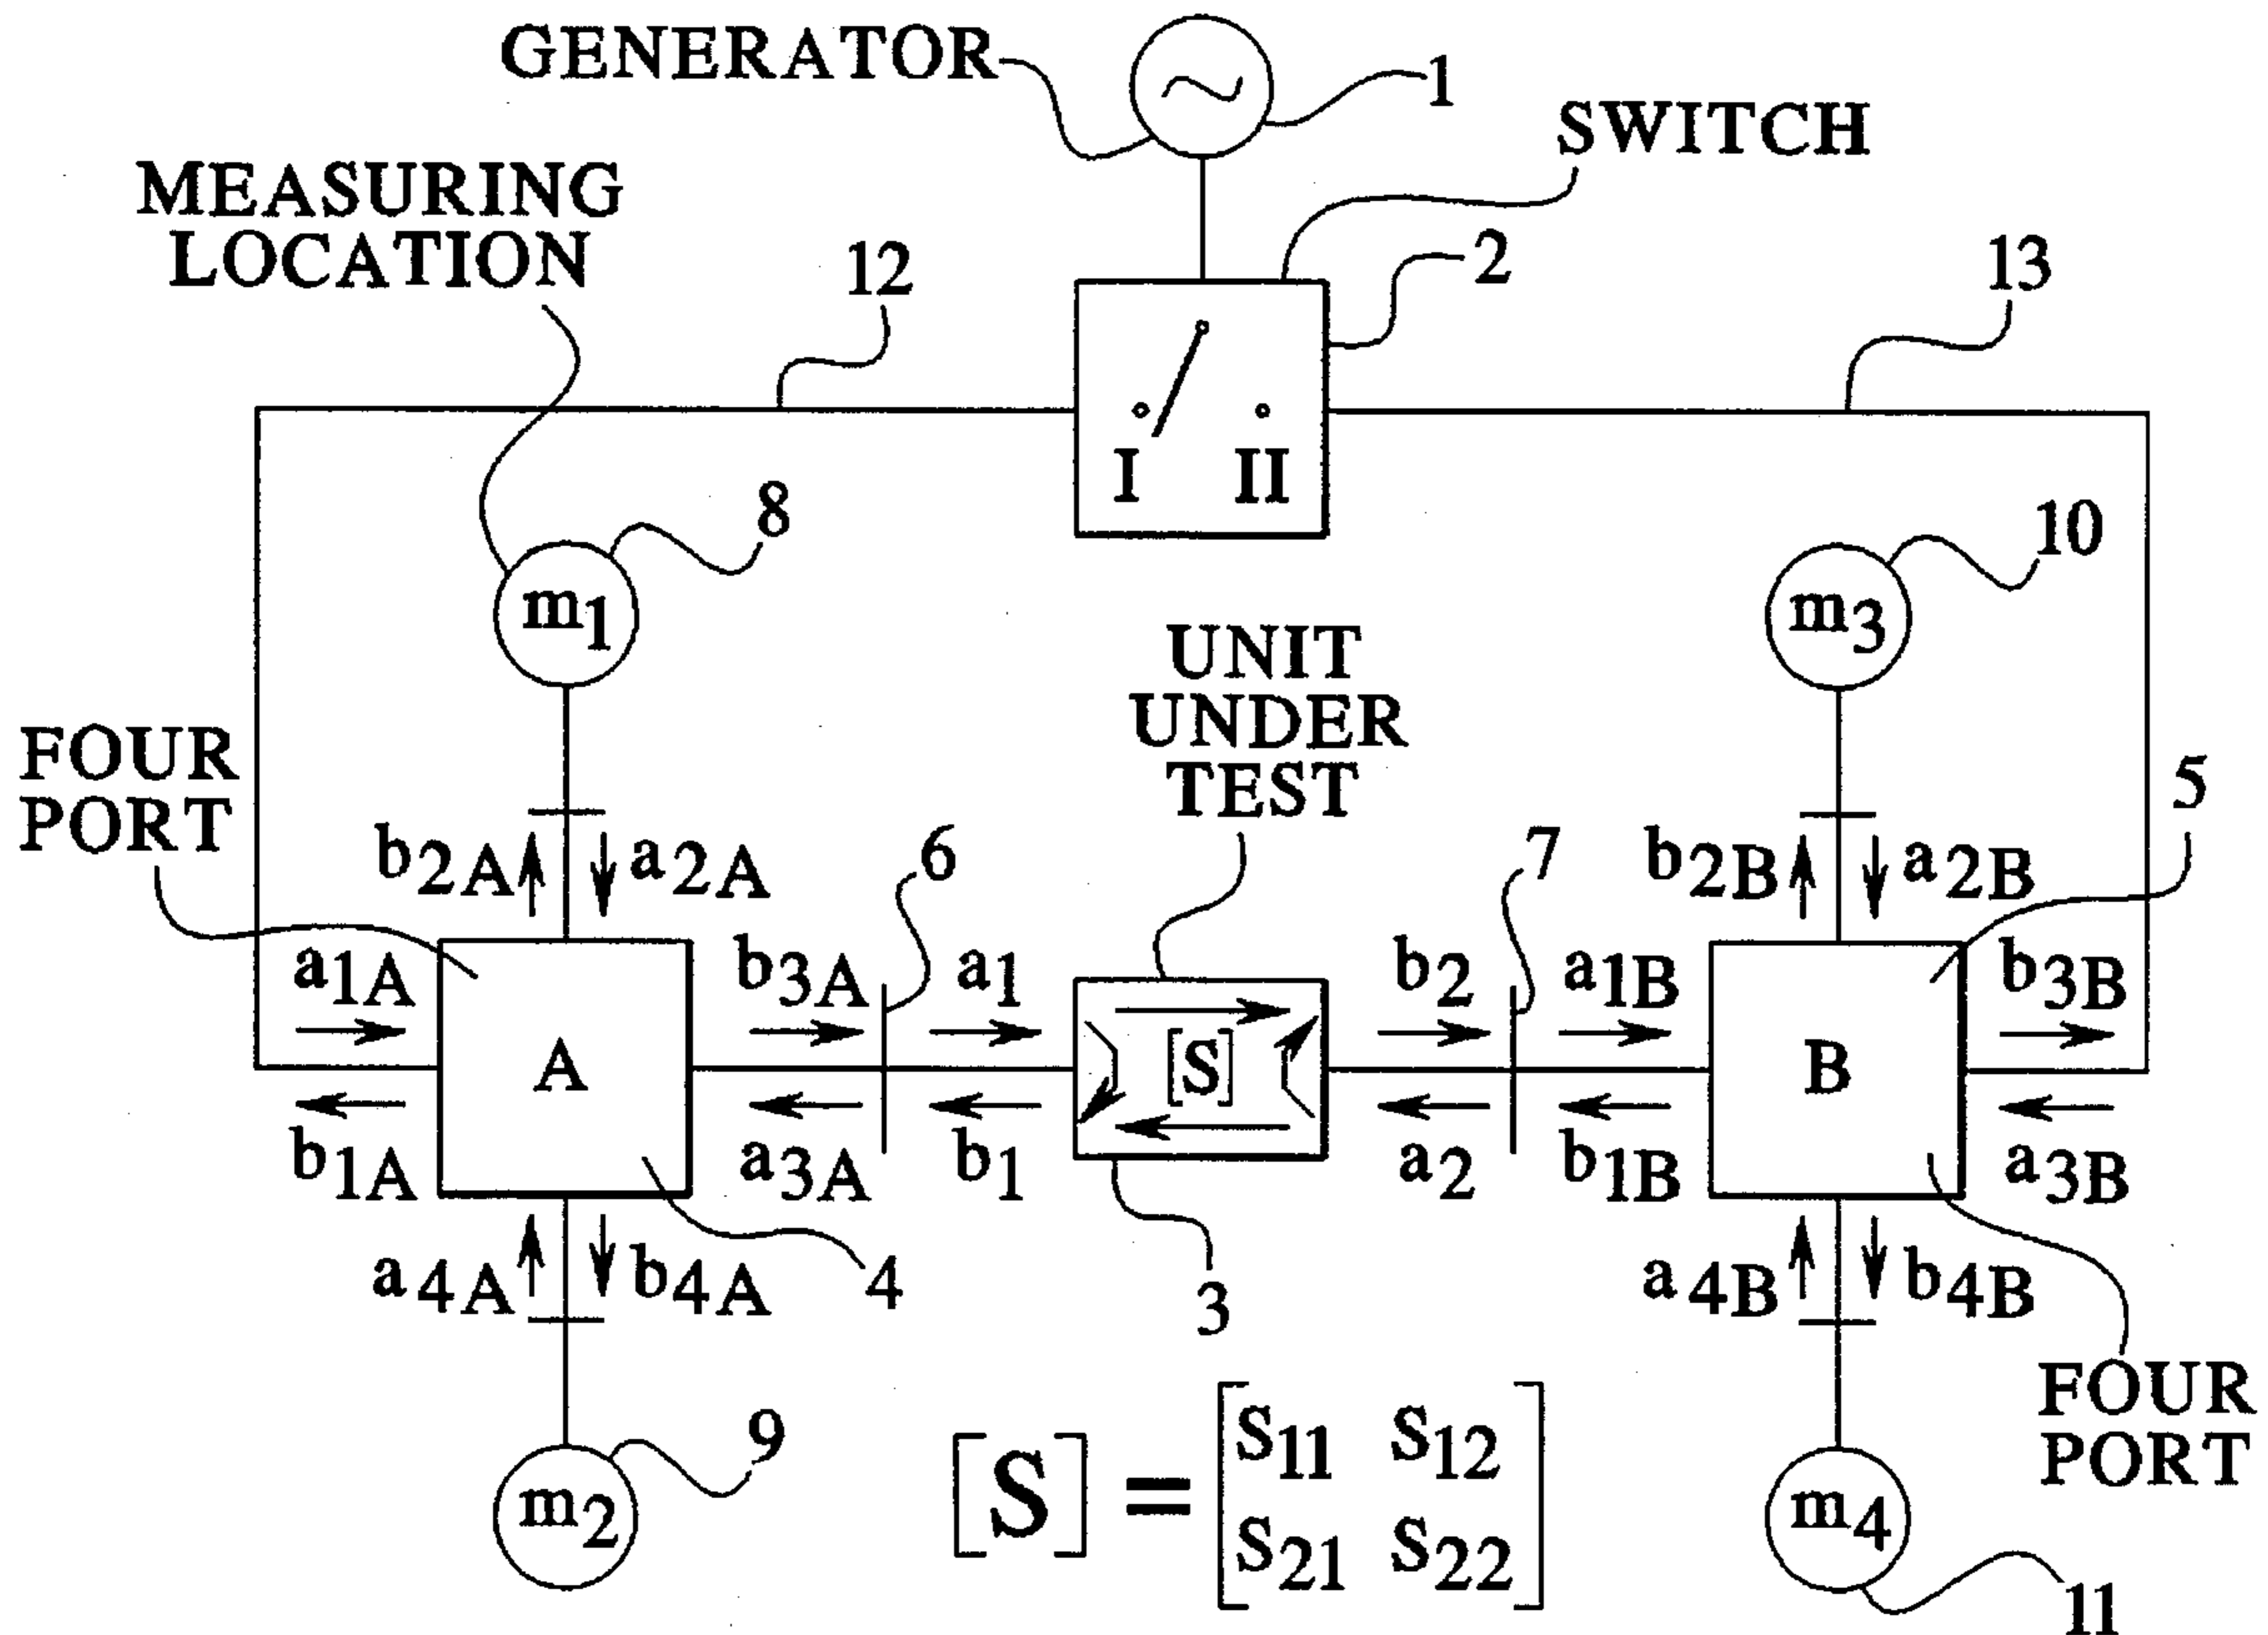 GENERATOR
1
SWITCH
MEASURING
LOCATION
12
2
13
I II
8
10
m1
m3
UNIT
UNDER
TEST
FOUR
PORT
5
b2A
a2A
6
7
b2B
a2B
a1A
b3A
a1
b2
a1B
b3B
A
[S]
B
b1A
a3A
b1
a2
b1B
a3B
a4A
b4A
4
3
a4B
b4B
FOUR
PORT
9
m2
[S] = [S11 S12
S21 S22]
m4
11